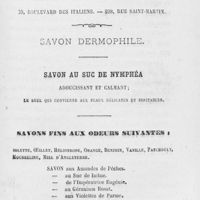 35, BOULEVARD DES ITALIENS. — 298, RUE SAINT-MARTIN.
SAVON DERMOPHILE.
SAVON AU SUC DE NYMPHÉA
ADOUCISSANT ET CALMANT;
LE SEUL QUI CONVIENNE AUX PEAUX DÉLICATES ET IRRITABLES.
SAVONS FINS AUX ODEURS SUIVANTES:
VIOLETTE, ŒILLET, HÉLIOTROPE, ORANGE, BENJOIN, VANILLE, PATCHOULY,
MOUSSELINE, MIEL D'ANGLETERRE.
SAVON aux Amandes de Pêches.
— au Suc de laitue.
— de l'Impératrice Eugénie,
— au Géranium Rosat,
— aux Violettes de Parme,